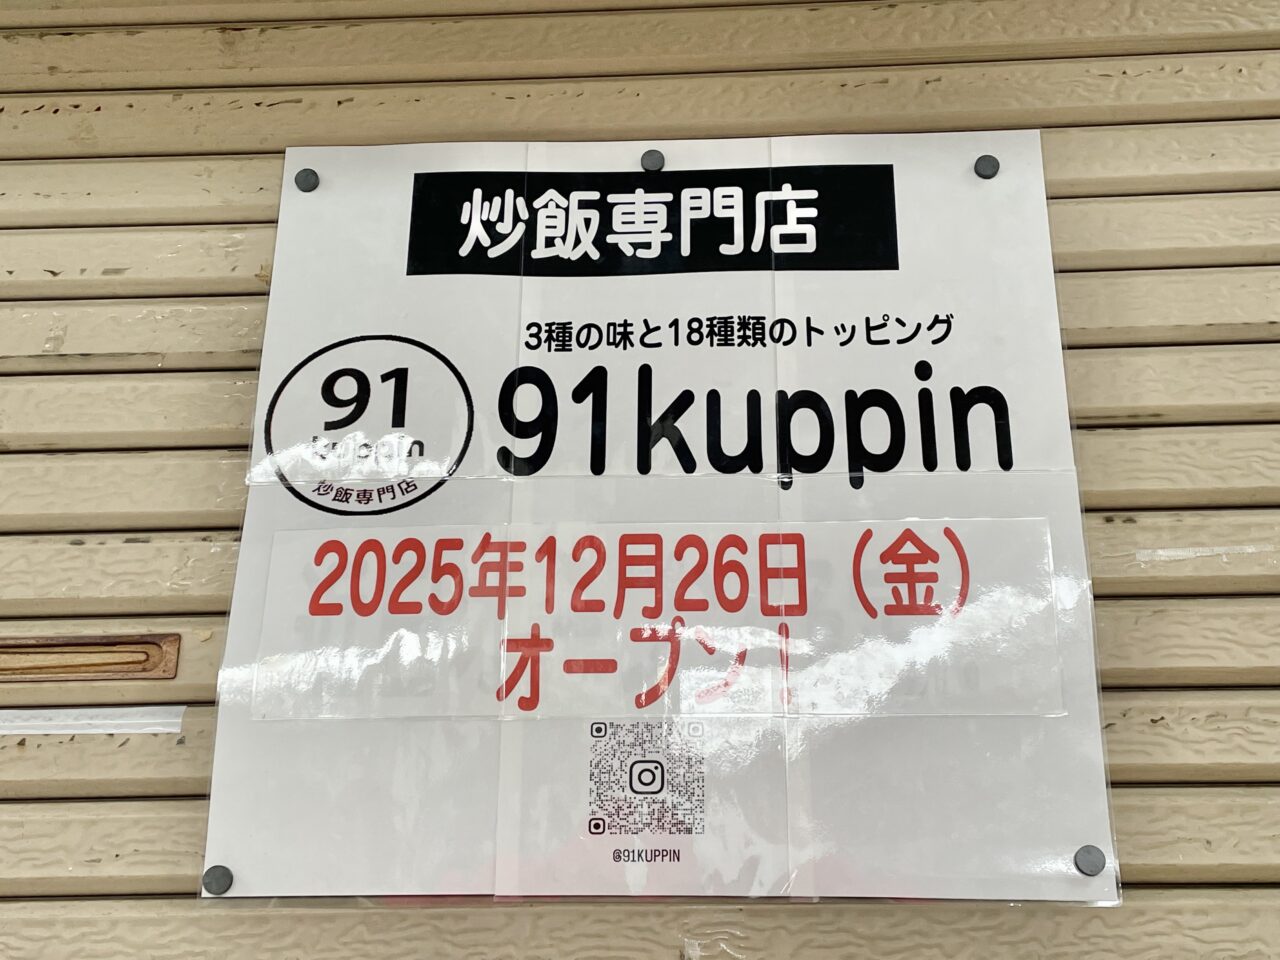 炒飯専門店
3種の味と18種類のトッピング
91
kuppin
炒飯専門店
91kuppin
2025年12月26日（金）
オープン！
@91KUPPIN